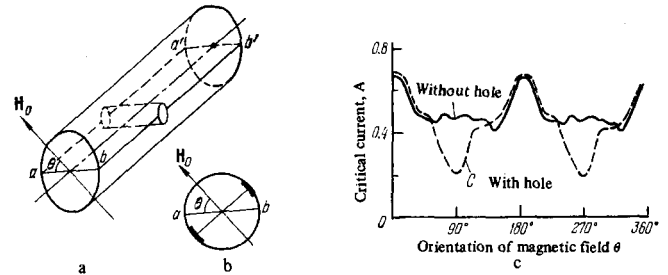 a' b'
H₀
θ
a b
H₀
θ
a b
a
b
Critical current, A
0.8
0.4
0
Without hole
C
With hole
90° 180° 270° 360°
Orientation of magnetic field θ
c